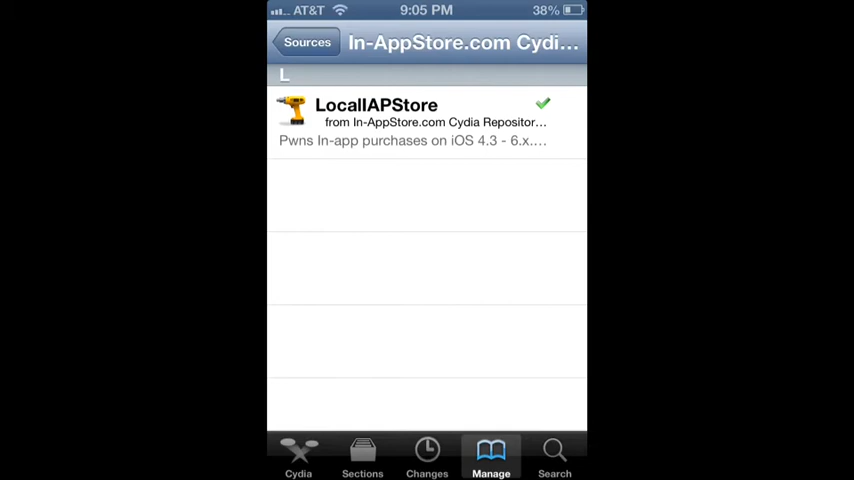 AT&T 9:05 PM 38%
Sources In-AppStore.com Cydi...
L
LocalIAPStore
from In-AppStore.com Cydia Repositor...
Pwns In-app purchases on iOS 4.3 - 6.x....
Cydia Sections Changes Manage Search